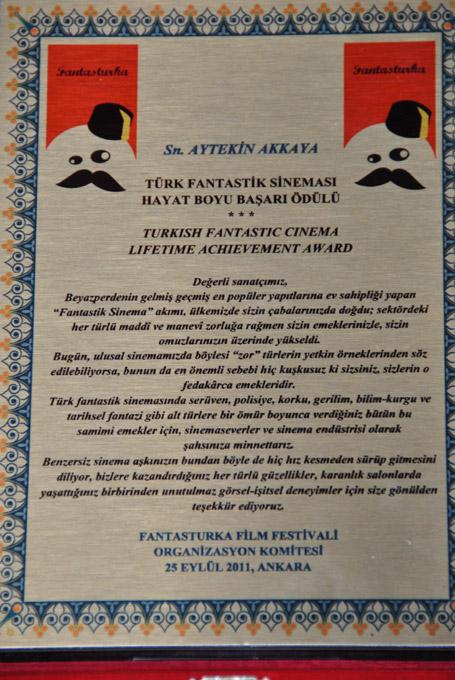 Fantasturka
Fantasturka
Sn. AYTEKİN AKKAYA
TÜRK FANTASTİK SİNEMASI
HAYAT BOYU BAŞARI ÖDÜLÜ
* * *
TURKISH FANTASTIC CINEMA
LIFETIME ACHIEVEMENT AWARD
Değerli sanatçımız,
Beyazperdenin gelmiş geçmiş en popüler yapıtlarına ev sahipliği yapan
“Fantastik Sinema” akımı, ülkemizde sizin çabalarınızda doğdu; sektördeki
her türlü maddî ve manevî zorluğa rağmen sizin emeklerinizle, sizin
omuzlarınızın üzerinde yükseldi.
Bugün, ulusal sinemamızda böylesi “zor” türlerin yetkin örneklerinden söz
edilebiliyorsa, bunun da en önemli sebebi hiç kuşkusuz ki sizsiniz, sizlerin o
fedakârca emekleridir.
Türk fantastik sinemasında serüven, polisiye, korku, gerilim, bilim-kurgu ve
tarihsel fantazi gibi alt türlere bir ömür boyunca verdiğiniz bütün bu
samimi emekler için, sinemaseverler ve sinema endüstrisi olarak
şahsınıza minnettarız.
Benzersiz sinema aşkınızın bundan böyle de hiç hız kesmeden sürüp gitmesini
diliyor, bizlere kazandırdığınız her türlü güzellikler, karanlık salonlarda
yaşattığınız birbirinden unutulmaz görsel-işitsel deneyimler için size gönülden
teşekkür ediyoruz.
FANTASTURKA FİLM FESTİVALİ
ORGANİZASYON KOMİTESİ
25 EYLÜL 2011, ANKARA